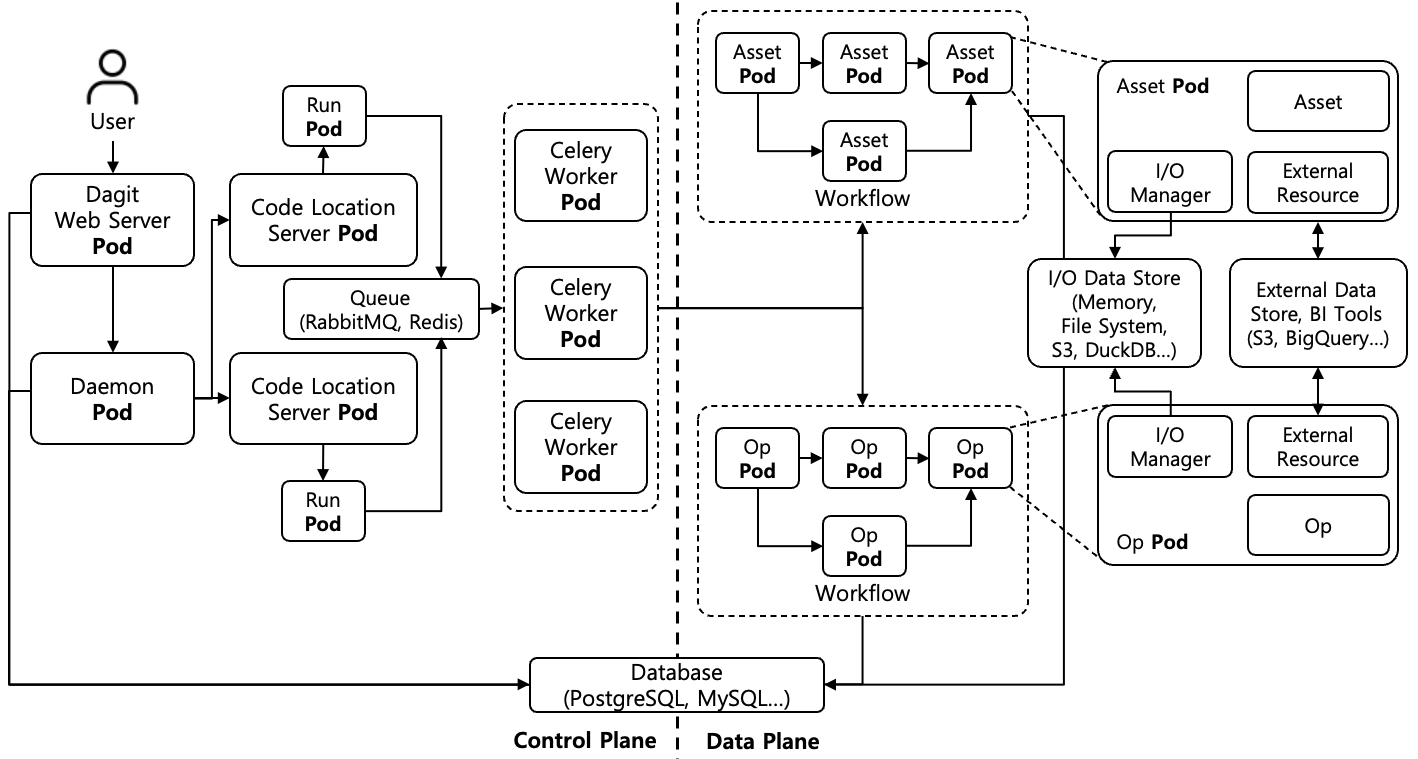 User
Dagit
Web Server
Pod
Daemon
Pod
Run
Pod
Code Location
Server Pod
Queue
(RabbitMQ, Redis)
Code Location
Server Pod
Run
Pod
Celery
Worker
Pod
Celery
Worker
Pod
Celery
Worker
Pod
Asset
Pod
Asset
Pod
Asset
Pod
Asset
Pod
Workflow
Op
Pod
Op
Pod
Op
Pod
Op
Pod
Workflow
Asset Pod
Asset
I/O
Manager
External
Resource
I/O Data Store
(Memory,
File System,
S3, DuckDB...)
External Data
Store, BI Tools
(S3, BigQuery...)
I/O
Manager
External
Resource
Op Pod
Op
Database
(PostgreSQL, MySQL...)
Control Plane
Data Plane